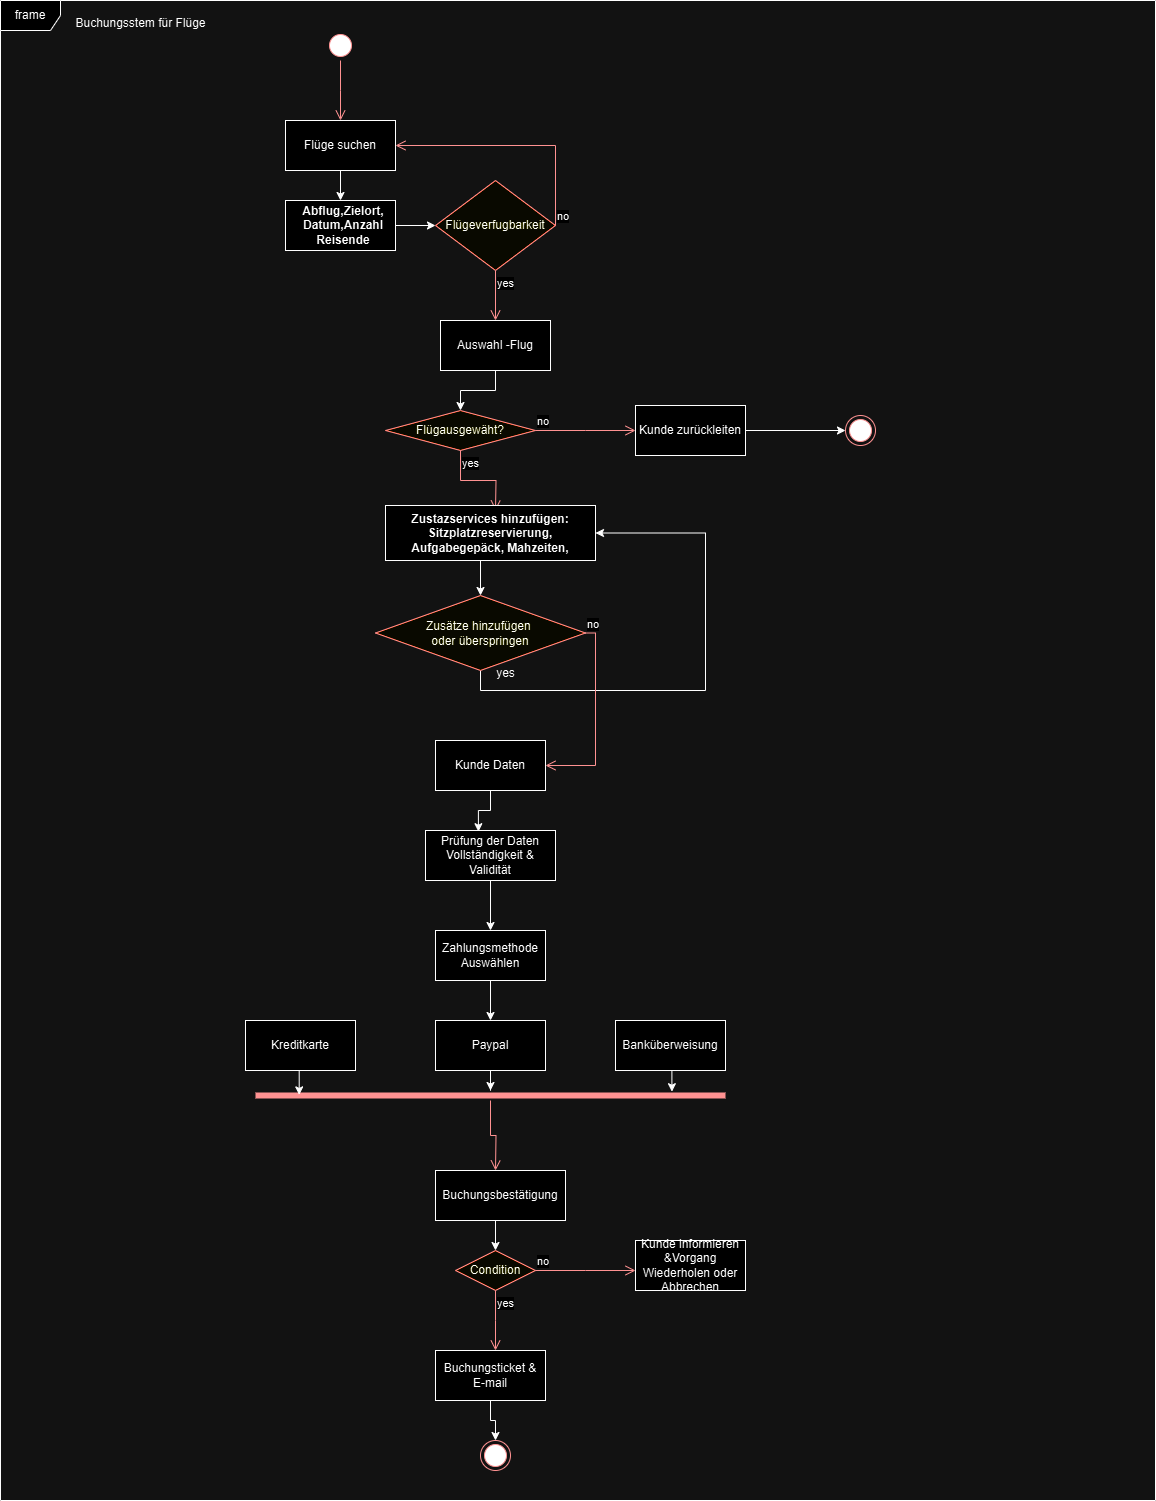 frame
Buchungsstem für Flüge
Flüge suchen
Abflug,Zielort,
Datum,Anzahl
Reisende
Flügeverfugbarkeit
no
yes
Auswahl -Flug
Flügausgewäht?
no
Kunde zurückleiten
yes
Zustazservices hinzufügen:
Sitzplatzreservierung,
Aufgabegepäck, Mahzeiten,
Zusätze hinzufügen
oder überspringen
no
yes
Kunde Daten
Prüfung der Daten
Vollständigkeit &
Validität
Zahlungsmethode
Auswählen
Kreditkarte
Paypal
Banküberweisung
Buchungsbestätigung
Condition
no
Kunde informieren
&Vorgang
Wiederholen oder
Abbrechen
yes
Buchungsticket &
E-mail